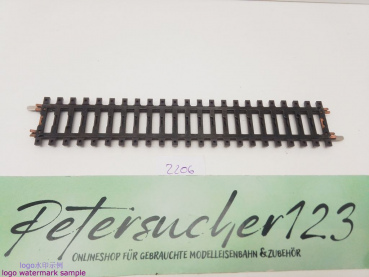 2206
Petersucher123
ONLINESHOP FÜR GEBRAUCHTE MODELLEISENBAHN & ZUBEHÖR
logo水印示例
logo watermark sample